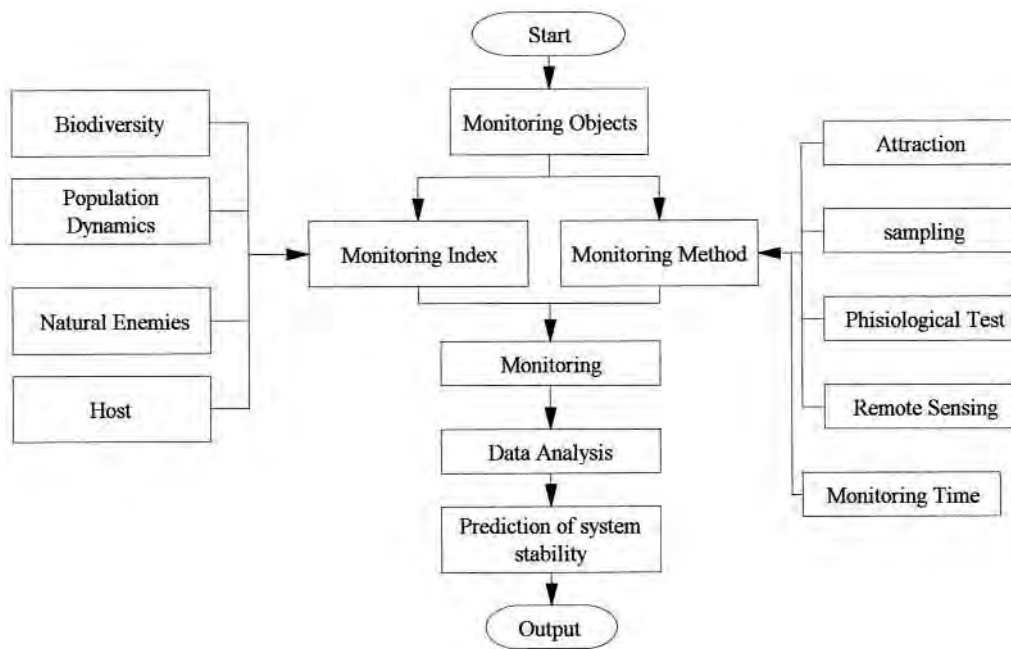 Start
Monitoring Objects
Biodiversity
Population
Dynamics
Natural Enemies
Host
Monitoring Index
Monitoring Method
Attraction
sampling
Phisiological Test
Remote Sensing
Monitoring Time
Monitoring
Data Analysis
Prediction of system
stability
Output